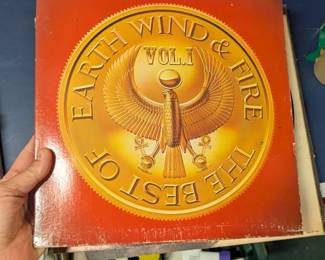 THE BEST OF EARTH WIND & FIRE
VOL.I